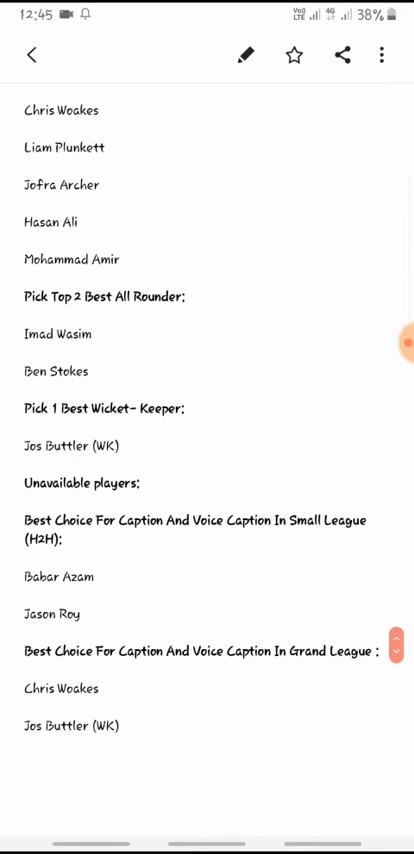 12:45 Vo) LTE 4G 38%
Chris Woakes
Liam Plunkett
Jofra Archer
Hasan Ali
Mohammad Amir
Pick Top 2 Best All Rounder:
Imad Wasim
Ben Stokes
Pick 1 Best Wicket- Keeper:
Jos Buttler (WK)
Unavailable players:
Best Choice For Caption And Voice Caption In Small League
(H2H):
Babar Azam
Jason Roy
Best Choice For Caption And Voice Caption In Grand League :
Chris Woakes
Jos Buttler (WK)